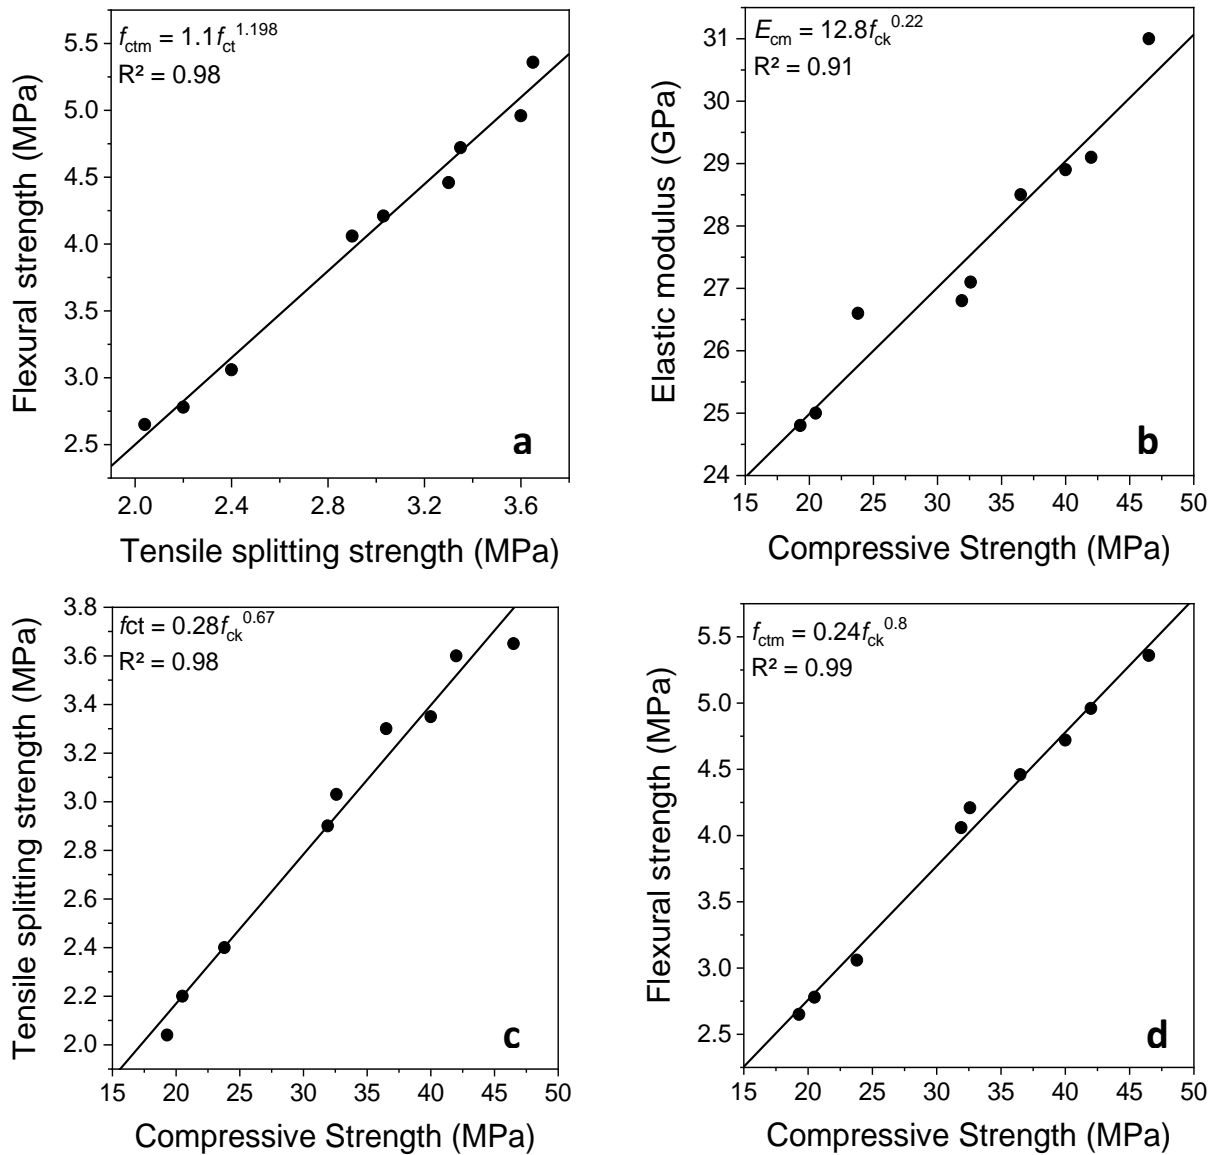 f_ctm = 1.1f_ct^1.198
R² = 0.98
5.5
5.0
4.5
4.0
3.5
3.0
2.5
Flexural strength (MPa)
a
2.0 2.4 2.8 3.2 3.6
Tensile splitting strength (MPa)
E_cm = 12.8f_ck^0.22
R² = 0.91
31
30
29
28
27
26
25
24
Elastic modulus (GPa)
b
15 20 25 30 35 40 45 50
Compressive Strength (MPa)
fct = 0.28f_ck^0.67
R² = 0.98
3.8
3.6
3.4
3.2
3.0
2.8
2.6
2.4
2.2
2.0
Tensile splitting strength (MPa)
c
15 20 25 30 35 40 45 50
Compressive Strength (MPa)
f_ctm = 0.24f_ck^0.8
R² = 0.99
5.5
5.0
4.5
4.0
3.5
3.0
2.5
Flexural strength (MPa)
d
15 20 25 30 35 40 45 50
Compressive Strength (MPa)